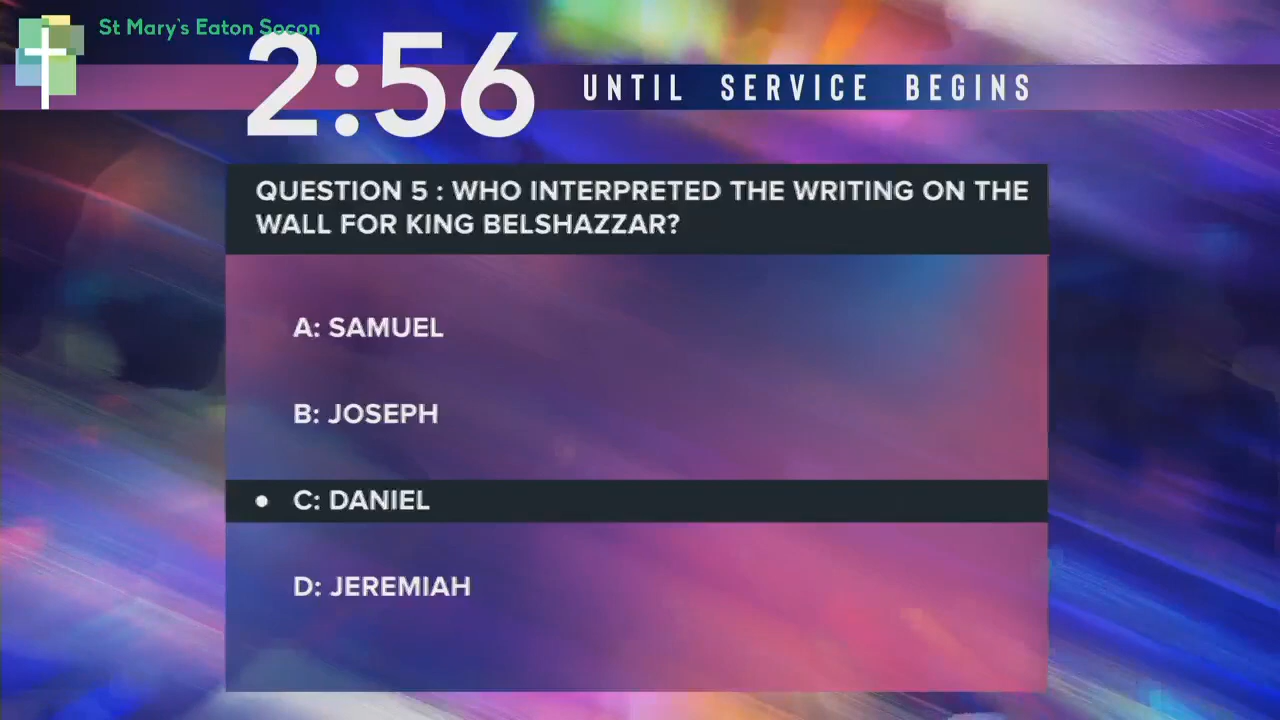 St Mary's Eaton Socon
2:56
UNTIL SERVICE BEGINS
QUESTION 5 : WHO INTERPRETED THE WRITING ON THE
WALL FOR KING BELSHAZZAR?
A: SAMUEL
B: JOSEPH
C: DANIEL
D: JEREMIAH